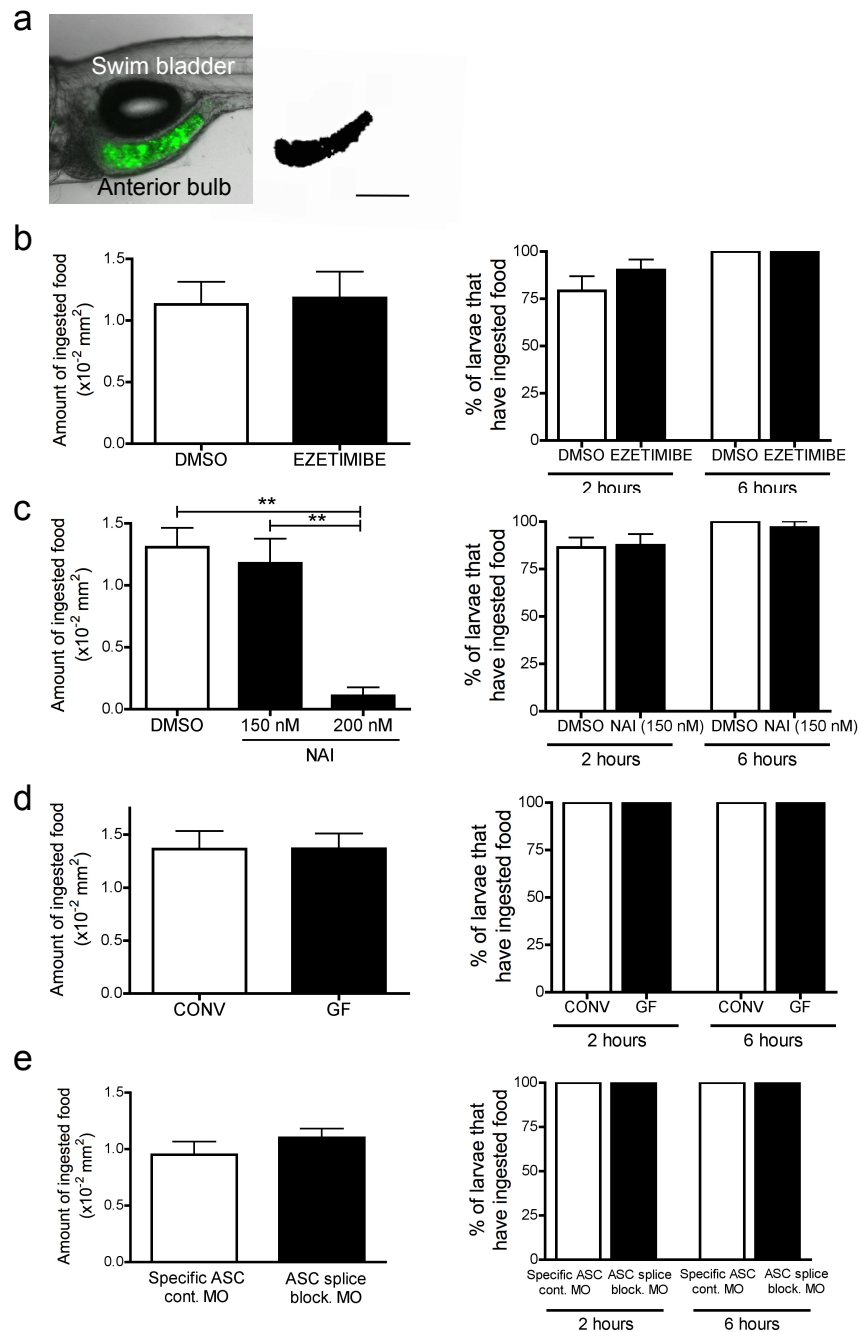 a
Swim bladder
Anterior bulb
b
Amount of ingested food
(x10-2 mm2)
1.5
1.0
0.5
0.0
DMSO
EZETIMIBE
% of larvae that
have ingested food
100
75
50
25
0
DMSO EZETIMIBE
DMSO EZETIMIBE
2 hours
6 hours
c
Amount of ingested food
(x10-2 mm2)
1.5
1.0
0.5
0.0
**
**
DMSO
150 nM
200 nM
NAI
% of larvae that
have ingested food
100
75
50
25
0
DMSO NAI (150 nM)
DMSO NAI (150 nM)
2 hours
6 hours
d
Amount of ingested food
(x10-2 mm2)
1.5
1.0
0.5
0.0
CONV
GF
% of larvae that
have ingested food
100
75
50
25
0
CONV GF
CONV GF
2 hours
6 hours
e
Amount of ingested food
(x10-2 mm2)
1.5
1.0
0.5
0.0
Specific ASC
cont. MO
ASC splice
block. MO
% of larvae that
have ingested food
100
75
50
25
0
Specific ASC
cont. MO
ASC splice
block. MO
Specific ASC
cont. MO
ASC splice
block. MO
2 hours
6 hours